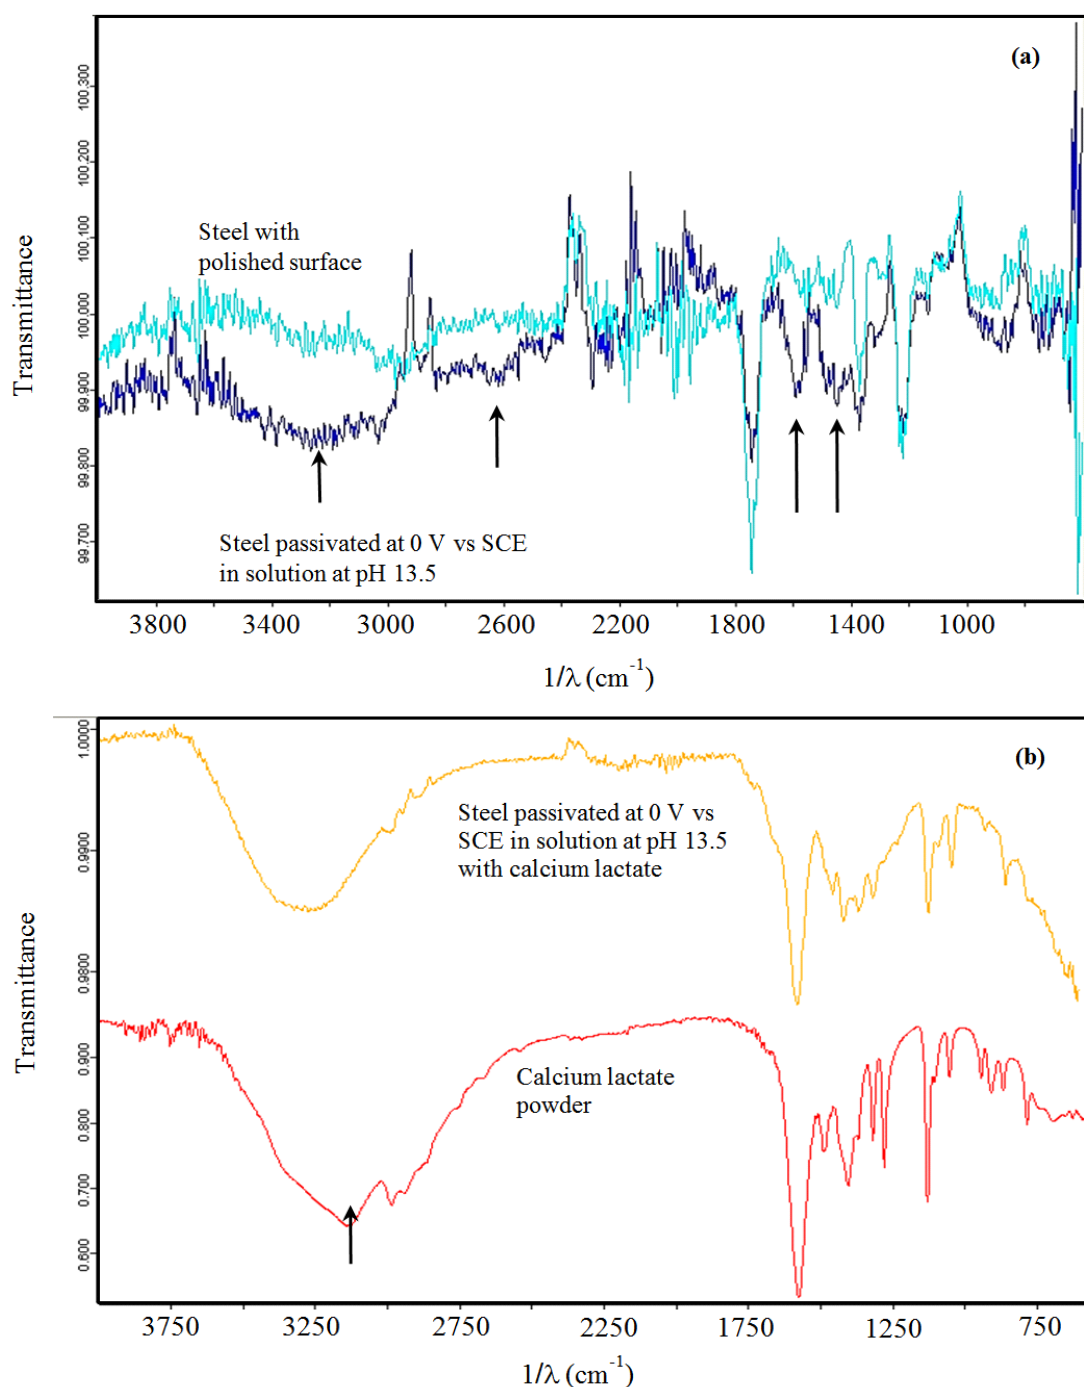 (a)
100.300
100.200
100.100
100.000
99.900
99.800
99.700
Transmittance
Steel with
polished surface
Steel passivated at 0 V vs SCE
in solution at pH 13.5
3800 3400 3000 2600 2200 1800 1400 1000
1/λ (cm⁻¹)
(b)
1.0000
0.9900
0.9800
0.900
0.800
0.700
0.600
Transmittance
Steel passivated at 0 V vs
SCE in solution at pH 13.5
with calcium lactate
Calcium lactate
powder
3750 3250 2750 2250 1750 1250 750
1/λ (cm⁻¹)